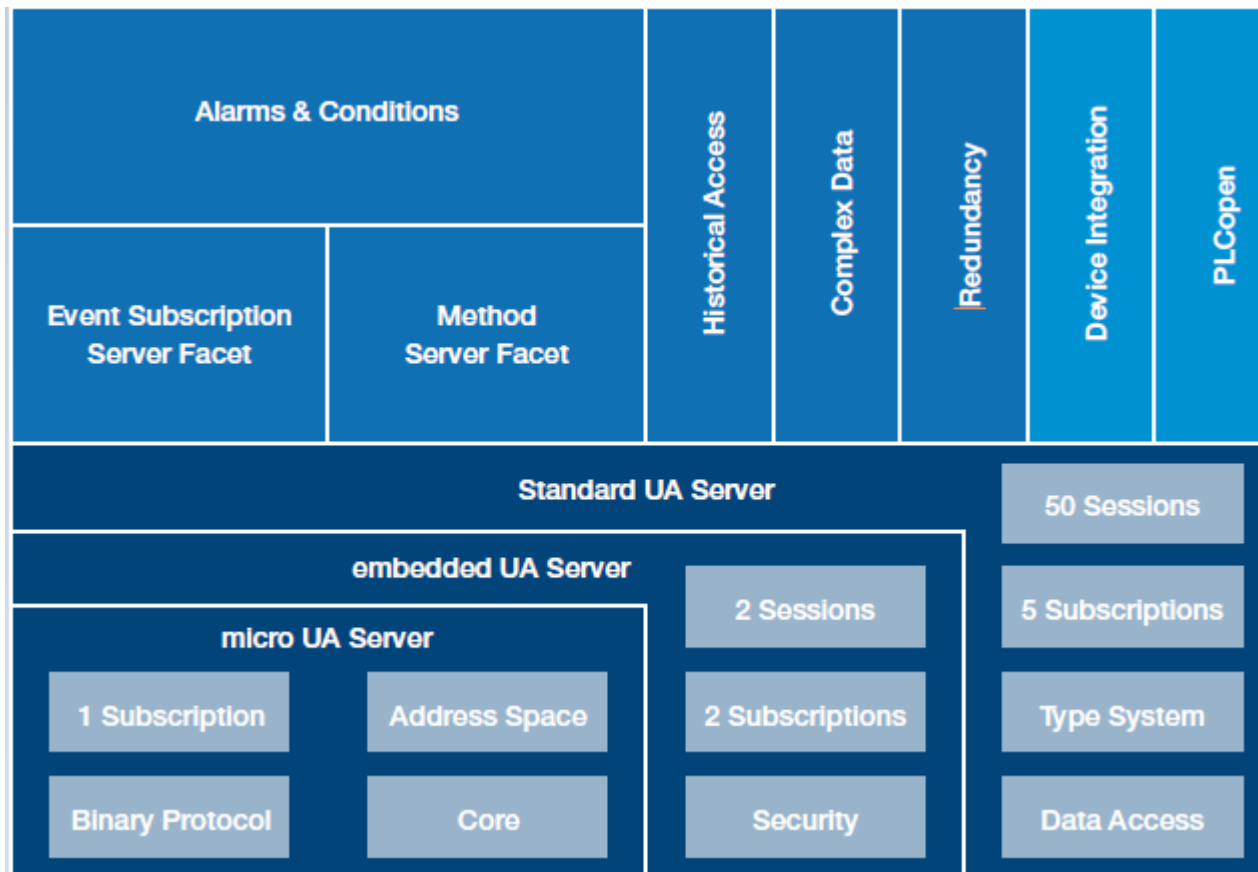 Alarms & Conditions
Event Subscription
Server Facet
Method
Server Facet
Historical Access
Complex Data
Redundancy
Device Integration
PLCopen
Standard UA Server
50 Sessions
embedded UA Server
2 Sessions
5 Subscriptions
micro UA Server
1 Subscription
Address Space
2 Subscriptions
Type System
Binary Protocol
Core
Security
Data Access